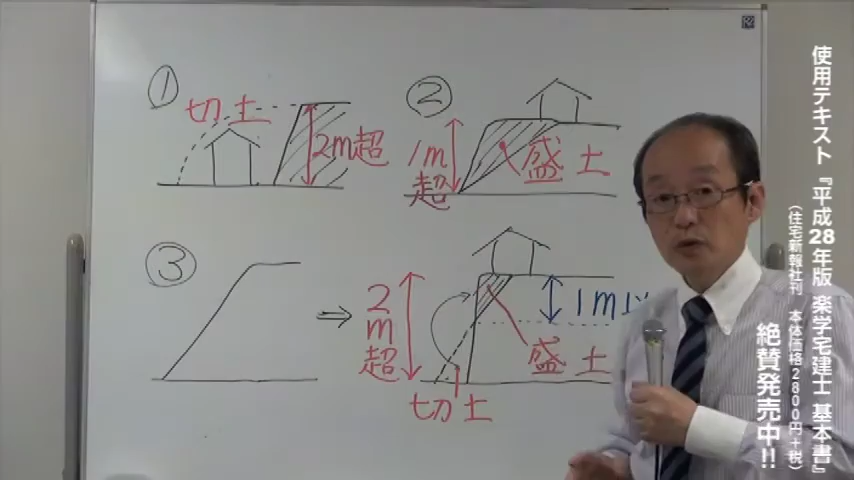 ①
切土
2m超
②
1m
超
盛土
③
⇒
2
m
超
1m以
盛土
切土
使用テキスト『平成28年版 楽学宅建士 基本書』
(住宅新報社刊 本体価格2800円+税)
絶賛発売中!!